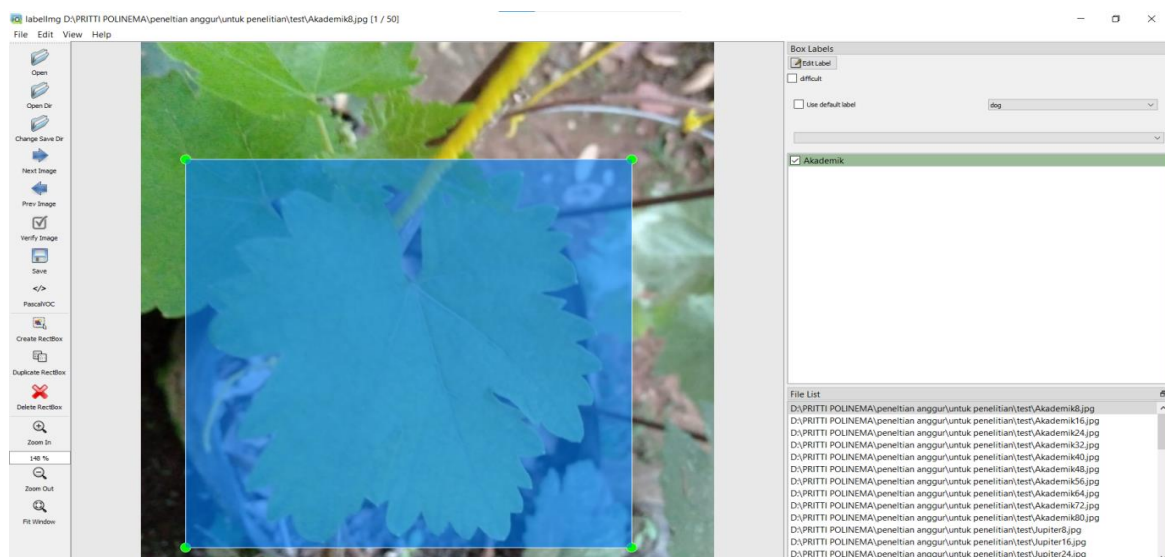 labelImg D:\PRITTI POLINEMA\peneltian anggur\untuk penelitian\test\Akademik8.jpg [1 / 50]
File Edit View Help
Open
Open Dir
Change Save Dir
Next Image
Prev Image
Verify Image
Save
</>
PascalVOC
Create RectBox
Duplicate RectBox
Delete RectBox
Zoom In
148 %
Zoom Out
Fit Window
Box Labels
Edit Label
difficult
Use default label
dog
Akademik
File List
D:\PRITTI POLINEMA\peneltian anggur\untuk penelitian\test\Akademik8.jpg
D:\PRITTI POLINEMA\peneltian anggur\untuk penelitian\test\Akademik16.jpg
D:\PRITTI POLINEMA\peneltian anggur\untuk penelitian\test\Akademik24.jpg
D:\PRITTI POLINEMA\peneltian anggur\untuk penelitian\test\Akademik32.jpg
D:\PRITTI POLINEMA\peneltian anggur\untuk penelitian\test\Akademik40.jpg
D:\PRITTI POLINEMA\peneltian anggur\untuk penelitian\test\Akademik48.jpg
D:\PRITTI POLINEMA\peneltian anggur\untuk penelitian\test\Akademik56.jpg
D:\PRITTI POLINEMA\peneltian anggur\untuk penelitian\test\Akademik64.jpg
D:\PRITTI POLINEMA\peneltian anggur\untuk penelitian\test\Akademik72.jpg
D:\PRITTI POLINEMA\peneltian anggur\untuk penelitian\test\Akademik80.jpg
D:\PRITTI POLINEMA\peneltian anggur\untuk penelitian\test\Jupiter8.jpg
D:\PRITTI POLINEMA\peneltian anggur\untuk penelitian\test\Jupiter16.jpg
D:\PRITTI POLINEMA\peneltian anggur\untuk penelitian\test\Jupiter24.jpg